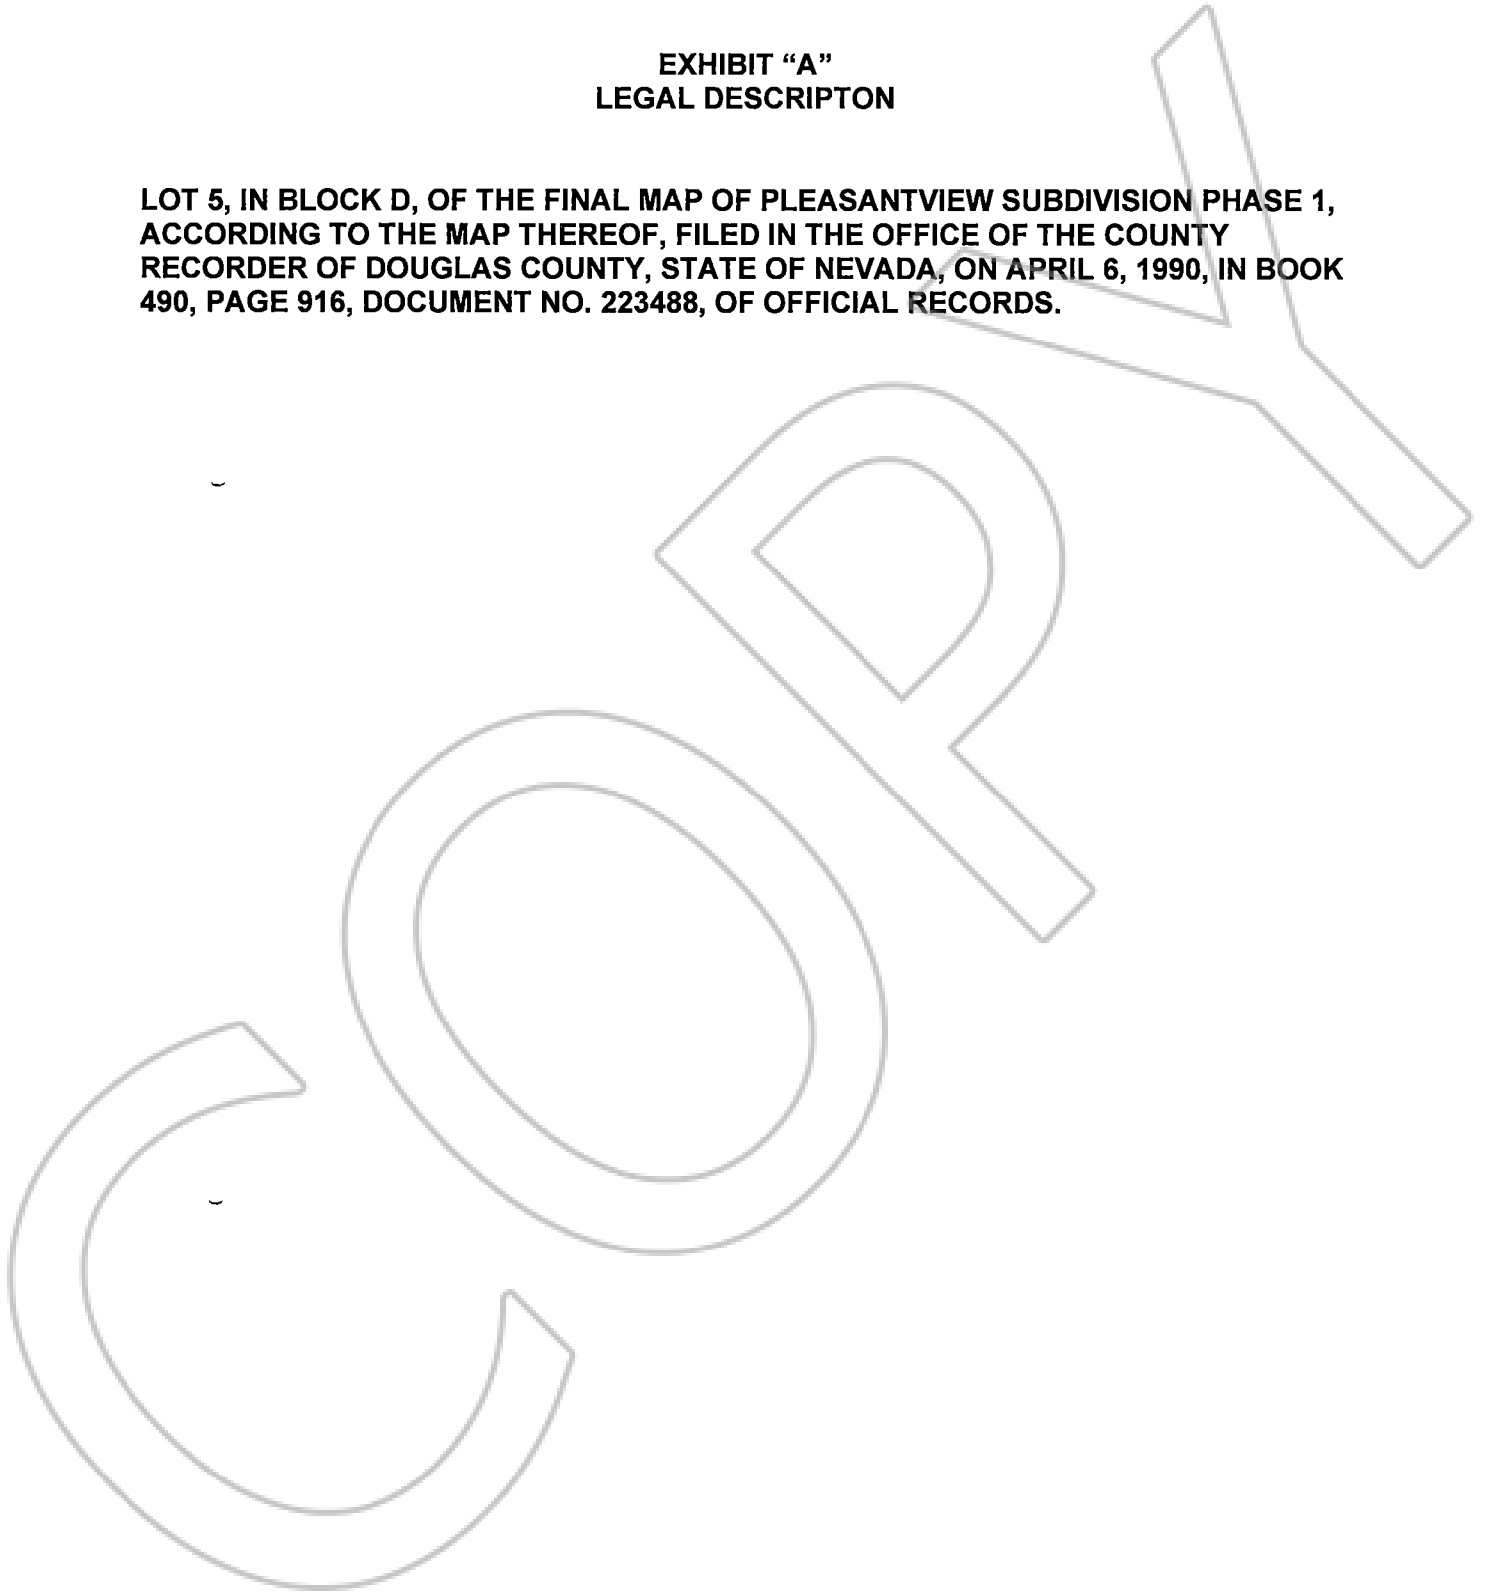 EXHIBIT “A”
LEGAL DESCRIPTON
LOT 5, IN BLOCK D, OF THE FINAL MAP OF PLEASANTVIEW SUBDIVISION PHASE 1,
ACCORDING TO THE MAP THEREOF, FILED IN THE OFFICE OF THE COUNTY
RECORDER OF DOUGLAS COUNTY, STATE OF NEVADA, ON APRIL 6, 1990, IN BOOK
490, PAGE 916, DOCUMENT NO. 223488, OF OFFICIAL RECORDS.
COPY